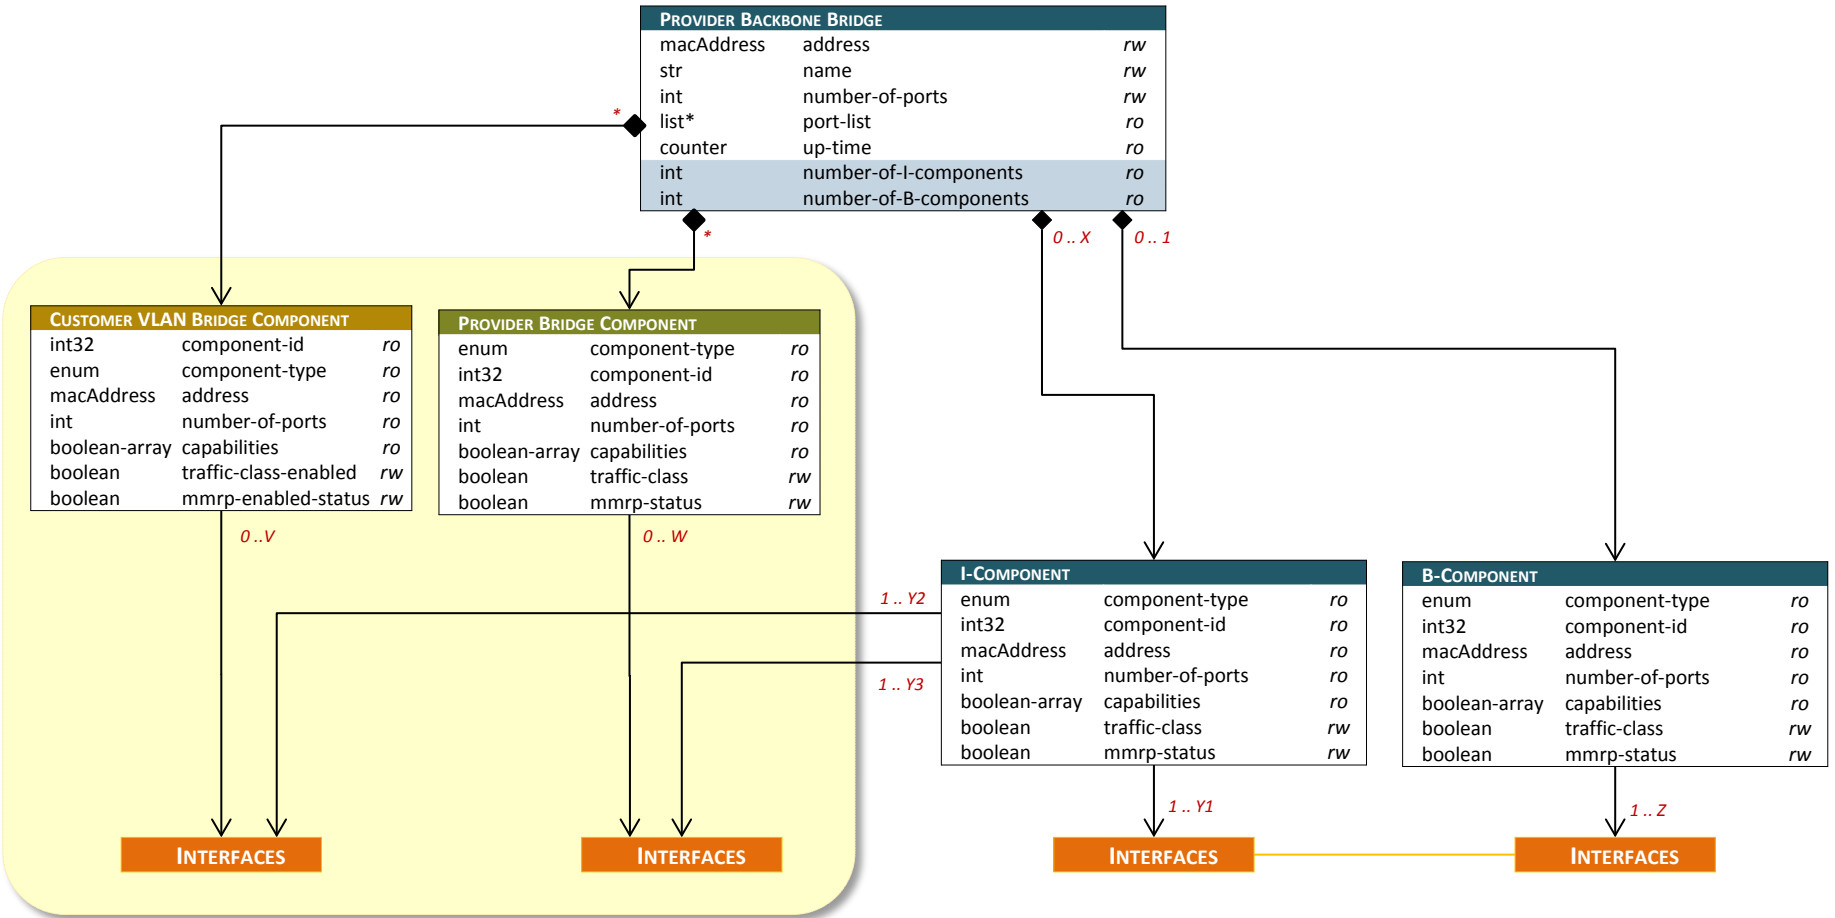 PROVIDER BACKBONE BRIDGE
macAddress address rw
str name rw
int number-of-ports rw
list* port-list ro
counter up-time ro
int number-of-I-components ro
int number-of-B-components ro
*
*
0 .. X
0 .. 1
CUSTOMER VLAN BRIDGE COMPONENT
int32 component-id ro
enum component-type ro
macAddress address ro
int number-of-ports ro
boolean-array capabilities ro
boolean traffic-class-enabled rw
boolean mmrp-enabled-status rw
0 ..V
PROVIDER BRIDGE COMPONENT
enum component-type ro
int32 component-id ro
macAddress address ro
int number-of-ports ro
boolean-array capabilities ro
boolean traffic-class rw
boolean mmrp-status rw
0 .. W
1 .. Y2
1 .. Y3
I-COMPONENT
enum component-type ro
int32 component-id ro
macAddress address ro
int number-of-ports ro
boolean-array capabilities ro
boolean traffic-class rw
boolean mmrp-status rw
1 .. Y1
B-COMPONENT
enum component-type ro
int32 component-id ro
macAddress address ro
int number-of-ports ro
boolean-array capabilities ro
boolean traffic-class rw
boolean mmrp-status rw
1 .. Z
INTERFACES
INTERFACES
INTERFACES
INTERFACES